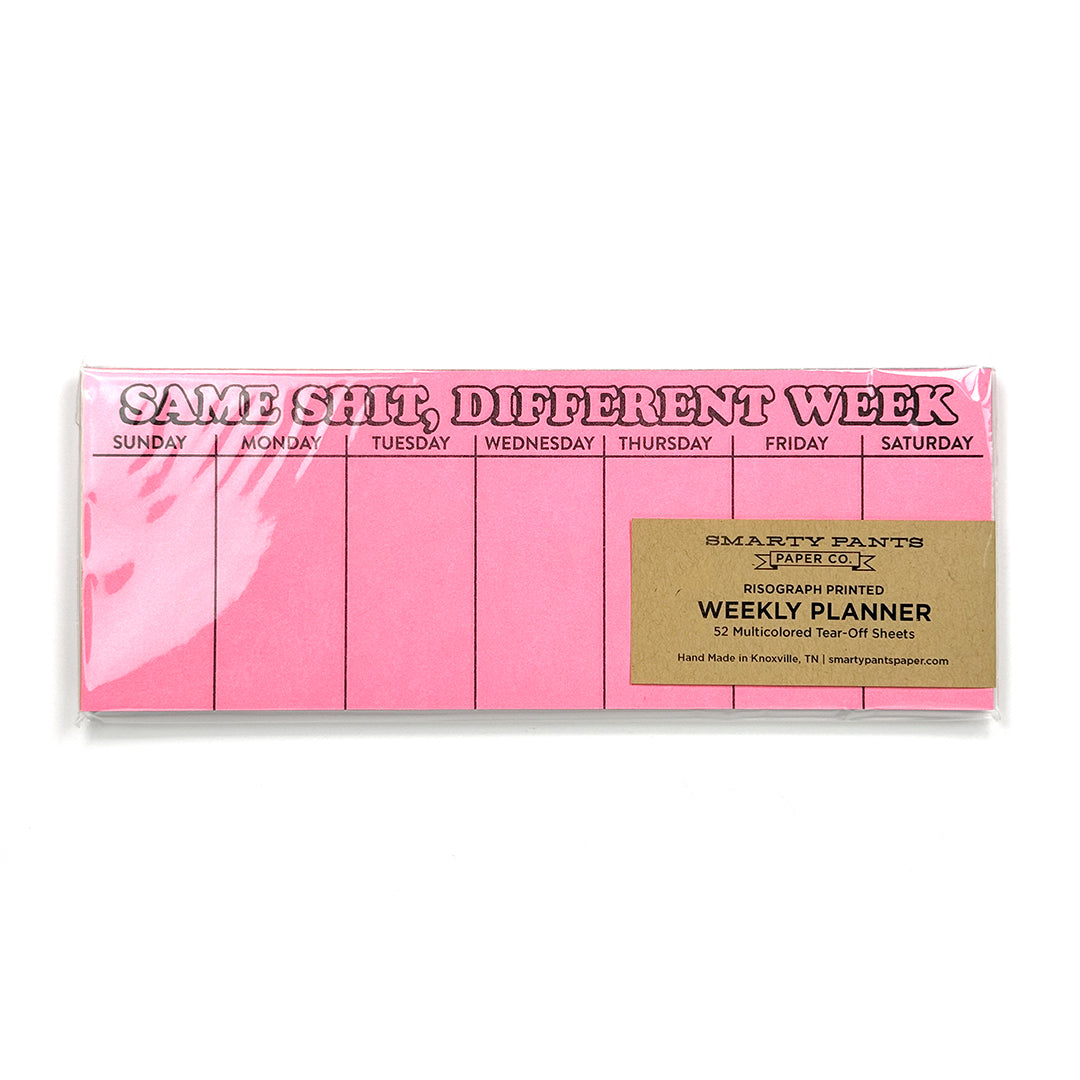 SAME SHIT, DIFFERENT WEEK
SUNDAY MONDAY TUESDAY WEDNESDAY THURSDAY FRIDAY SATURDAY
SMARTY PANTS
PAPER CO.
RISOGRAPH PRINTED
WEEKLY PLANNER
52 Multicolored Tear-Off Sheets
Hand Made in Knoxville, TN | smartypantspaper.com